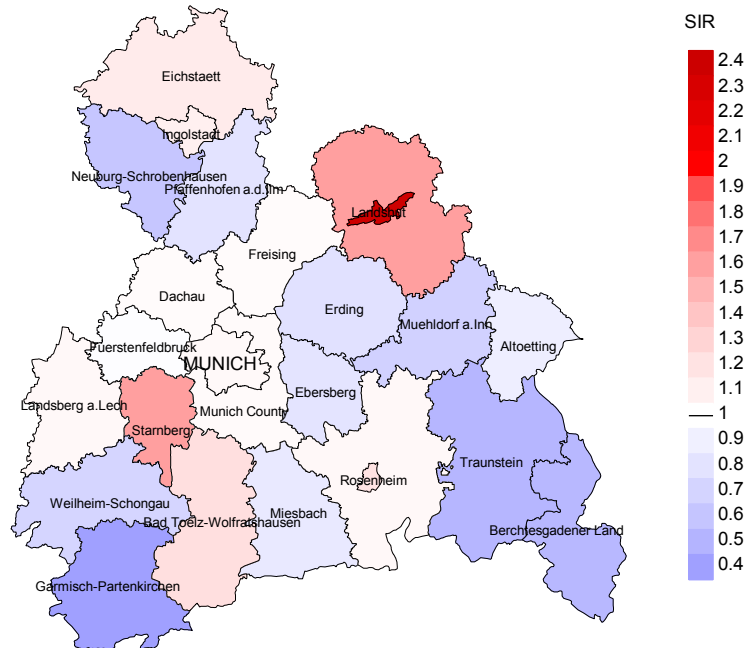 SIR
Eichstaett
Ingolstadt
Neuburg-Schrobenhausen
Pfaffenhofen a.d.Ilm
Landshut
Freising
Dachau
Erding
Muehldorf a.Inn
Altoetting
Fuerstenfeldbruck
MUNICH
Ebersberg
Landsberg a.Lech
Munich County
Starnberg
Traunstein
Rosenheim
Weilheim-Schongau
Miesbach
Bad Toelz-Wolfratshausen
Berchtesgadener Land
Garmisch-Partenkirchen
2.4
2.3
2.2
2.1
2
1.9
1.8
1.7
1.6
1.5
1.4
1.3
1.2
1.1
1
0.9
0.8
0.7
0.6
0.5
0.4